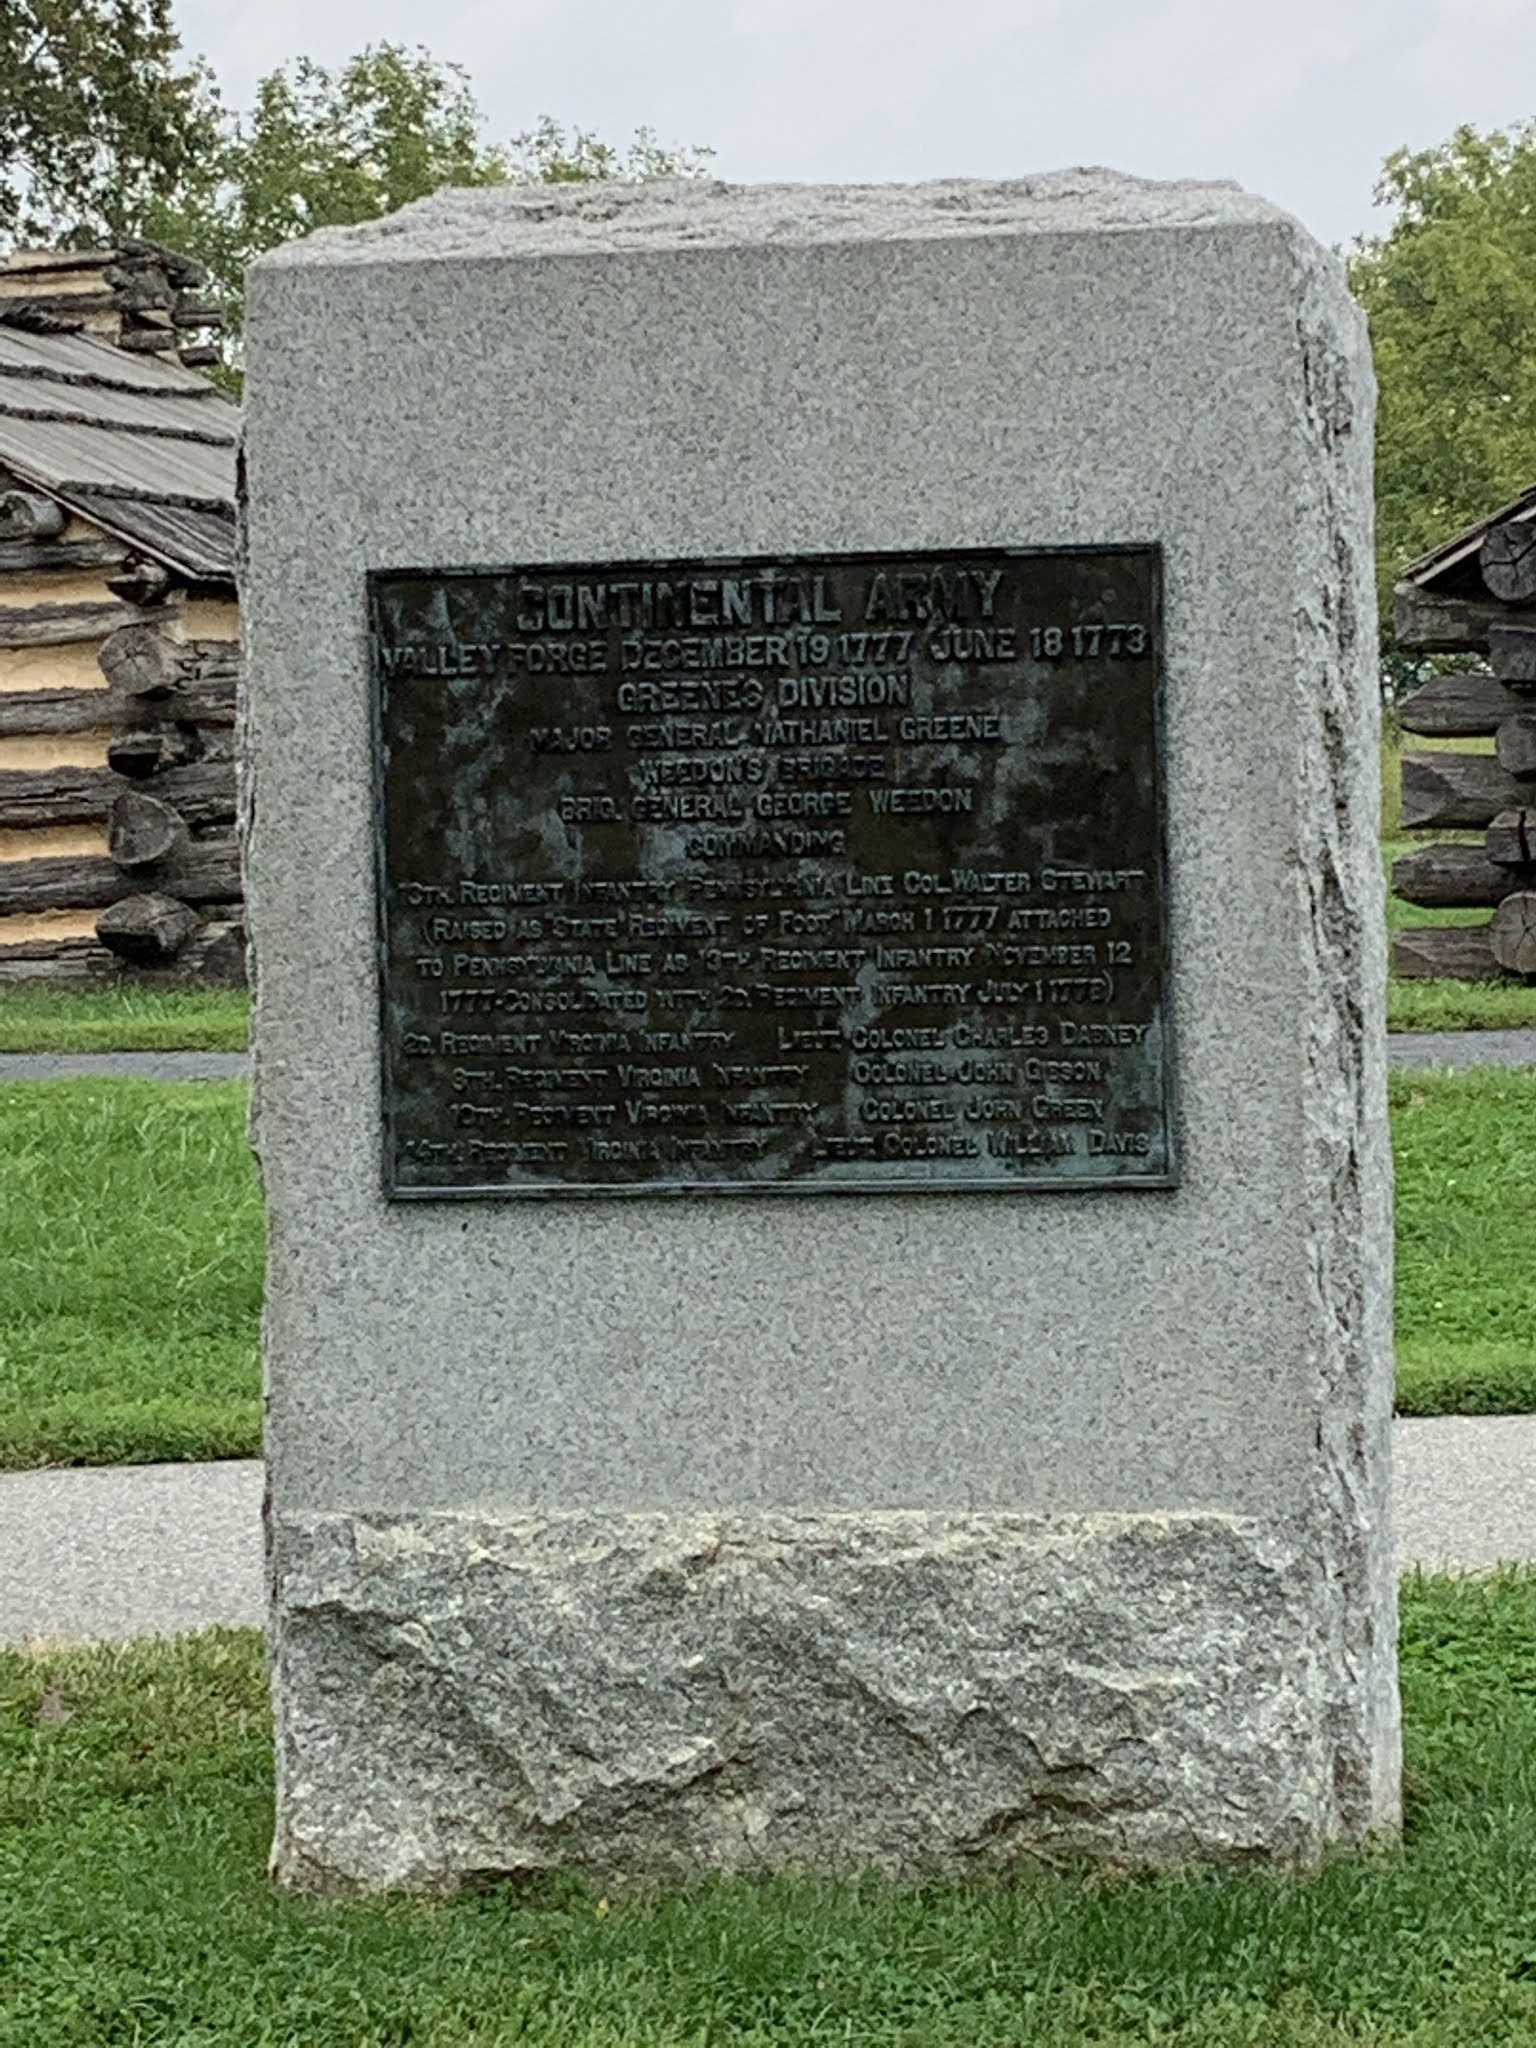 CONTINENTAL ARMY
VALLEY FORGE DECEMBER 19 1777 JUNE 18 1778
GREENE'S DIVISION
MAJOR GENERAL NATHANIEL GREENE
WEEDON'S BRIGADE
BRIG. GENERAL GEORGE WEEDON
COMMANDING
13TH. REGIMENT INFANTRY PENNSYLVANIA LINE COL. WALTER STEWART
(RAISED AS "STATE REGIMENT OF FOOT" MARCH 1 1777 ATTACHED
TO PENNSYLVANIA LINE AS 13TH. REGIMENT INFANTRY NOVEMBER 12
1777-CONSOLIDATED WITH 2D. REGIMENT INFANTRY JULY 1 1778)
2D. REGIMENT VIRGINIA INFANTRY LIEUT. COLONEL CHARLES DABNEY
REGIMENT VIRGINIA INFANTRY COLONEL JOHN GIBSON
10TH. REGIMENT VIRGINIA INFANTRY COLONEL JOHN GREEN
14TH. REGIMENT VIRGINIA INFANTRY LIEUT. COLONEL WILLIAM DAVIS